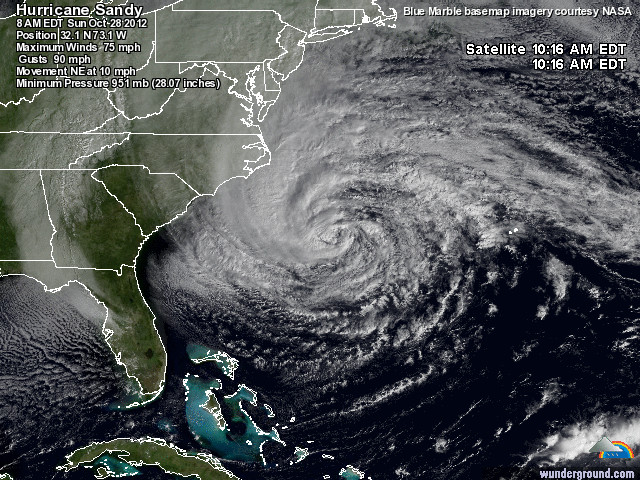 Hurricane Sandy
8 AM EDT Sun Oct-28 2012
Position 32.1 N 73.1 W
Maximum Winds 75 mph
Gusts 90 mph
Movement NE at 10 mph
Minimum Pressure 951 mb (28.07 inches)
Blue Marble basemap imagery courtesy NASA
Satellite 10:16 AM EDT
10:16 AM EDT
wunderground.com